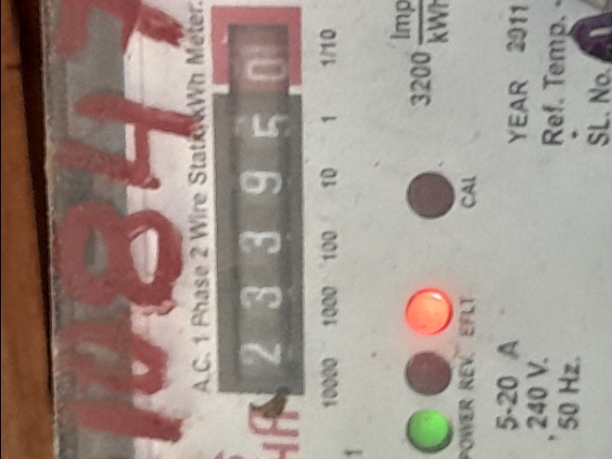 A.C. 1 Phase 2 Wire Static kWh Meter.
2 3 3 9 5 0
10000 1000 100 10 1 1/10
3200 Imp
kWh
POWER REV. EFLT CAL
5-20 A
240 V.
50 Hz.
YEAR 2011
Ref. Temp.
SL. No.